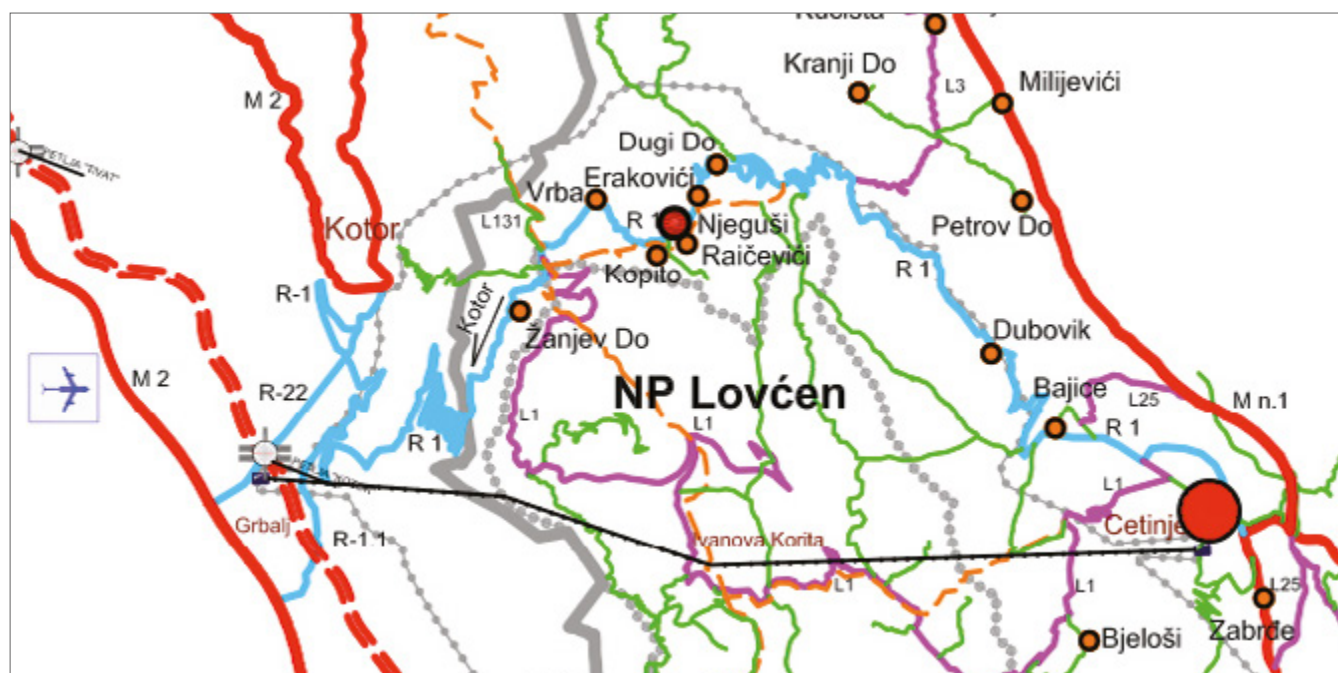 Kranji Do
L3
Milijevići
M 2
Dugi Do
PETLJA "TIVAT"
Erakovići
Vrba
L131
R 1
Njeguši
Petrov Do
Kotor
Raičevići
Kopito
R 1
R-1
Kotor
Žanjev Do
Dubovik
M 2
NP Lovćen
Bajice
L25
M n.1
R-22
L1
L1
R 1
R 1
L1
Grbalj
Cetinje
R-1.1
Ivanova Korita
L1
L1
L25
Zabrđe
Bjeloši